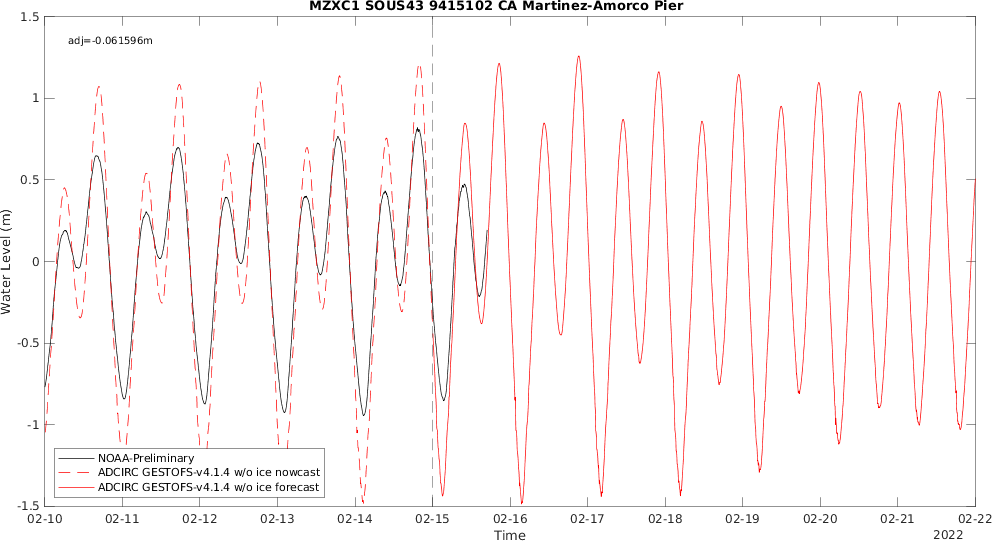 MZXC1 SOUS43 9415102 CA Martinez-Amorco Pier
adj=-0.061596m
1.5
1
0.5
0
-0.5
-1
-1.5
Water Level (m)
NOAA-Preliminary
ADCIRC GESTOFS-v4.1.4 w/o ice nowcast
ADCIRC GESTOFS-v4.1.4 w/o ice forecast
02-10 02-11 02-12 02-13 02-14 02-15 02-16 02-17 02-18 02-19 02-20 02-21 02-22
Time
2022